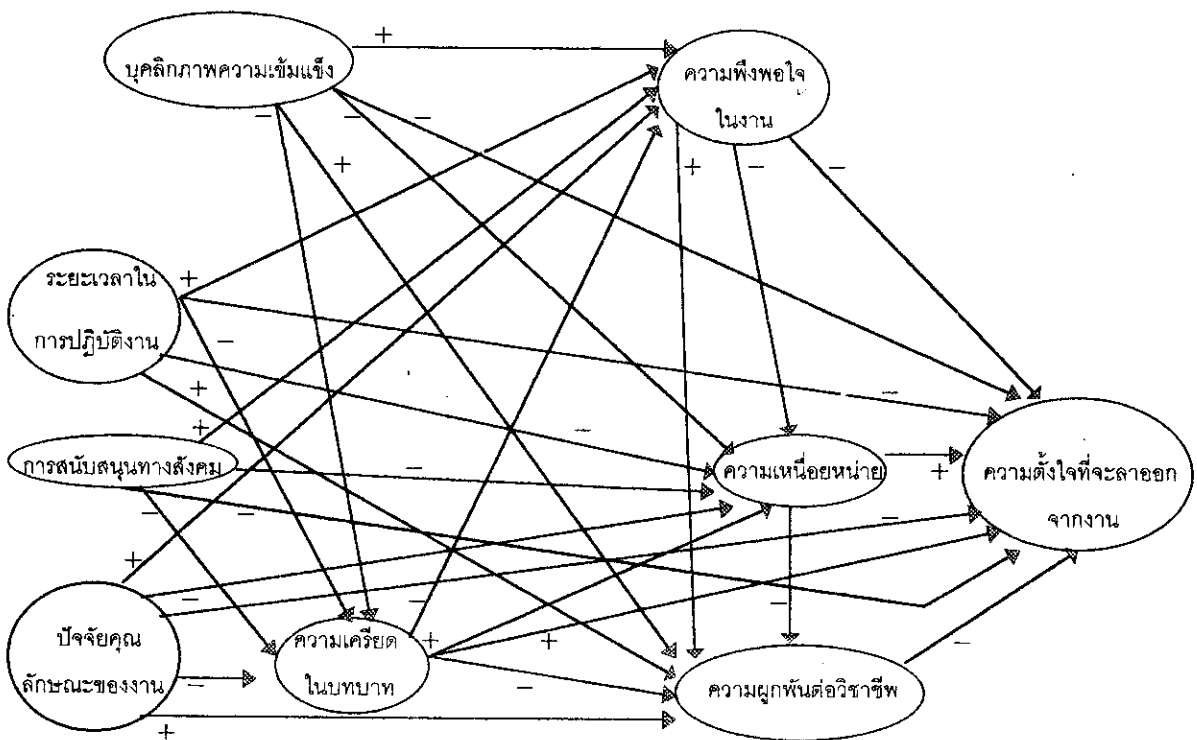 บุคลิกภาพความเข้มแข็ง
ความพึงพอใจ
ในงาน
ระยะเวลาใน
การปฏิบัติงาน
การสนับสนุนทางสังคม
ความเหนื่อยหน่าย
ความตั้งใจที่จะลาออก
จากงาน
ปัจจัยคุณ
ลักษณะของงาน
ความเครียด
ในบทบาท
ความผูกพันต่อวิชาชีพ